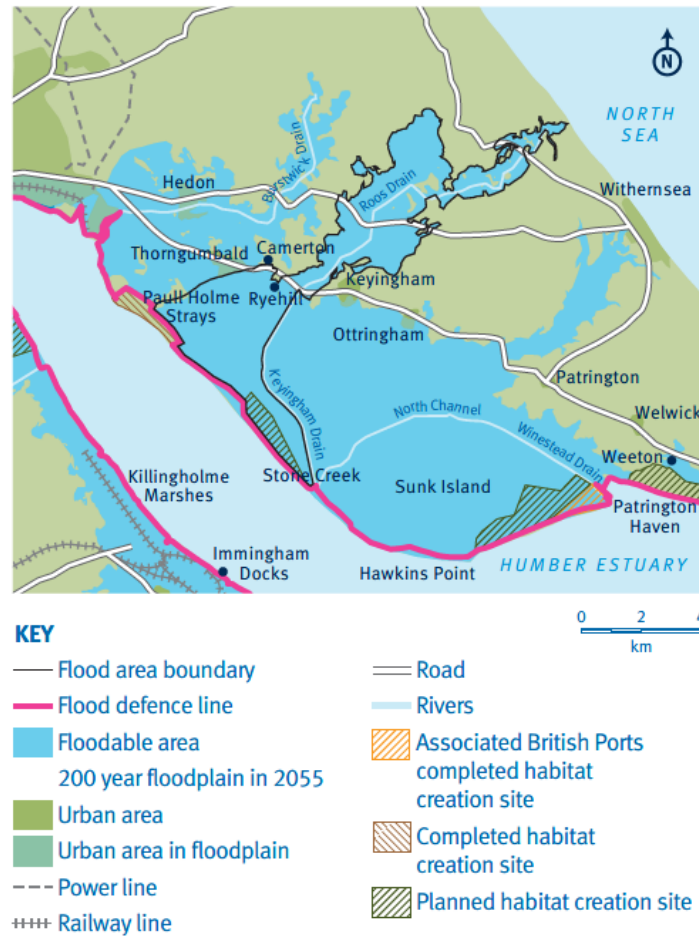 N
NORTH
SEA
Hedon
Burstwick Drain
Roos Drain
Withernsea
Thorngumbald
Camerton
Keyingham
Paull Holme
Strays
Ryehill
Ottringham
Keyingham Drain
Patrington
North Channel
Welwick
Winestead Drain
Weeton
Killingholme
Marshes
Stone Creek
Sunk Island
Patrington
Haven
Immingham
Docks
Hawkins Point
HUMBER ESTUARY
KEY
0 2 4
km
Flood area boundary
Flood defence line
Floodable area
200 year floodplain in 2055
Urban area
Urban area in floodplain
Power line
Railway line
Road
Rivers
Associated British Ports
completed habitat
creation site
Completed habitat
creation site
Planned habitat creation site